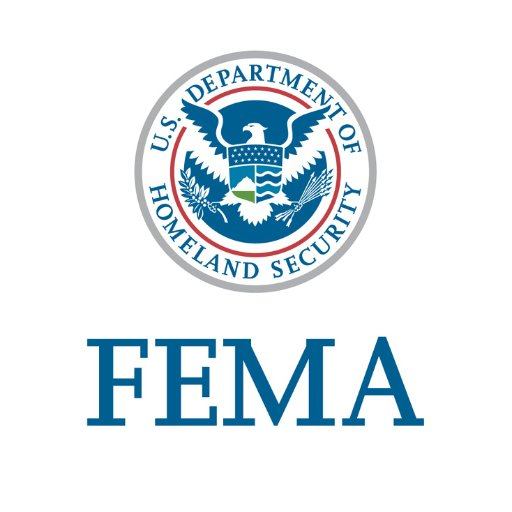 U.S. DEPARTMENT OF
HOMELAND SECURITY
FEMA